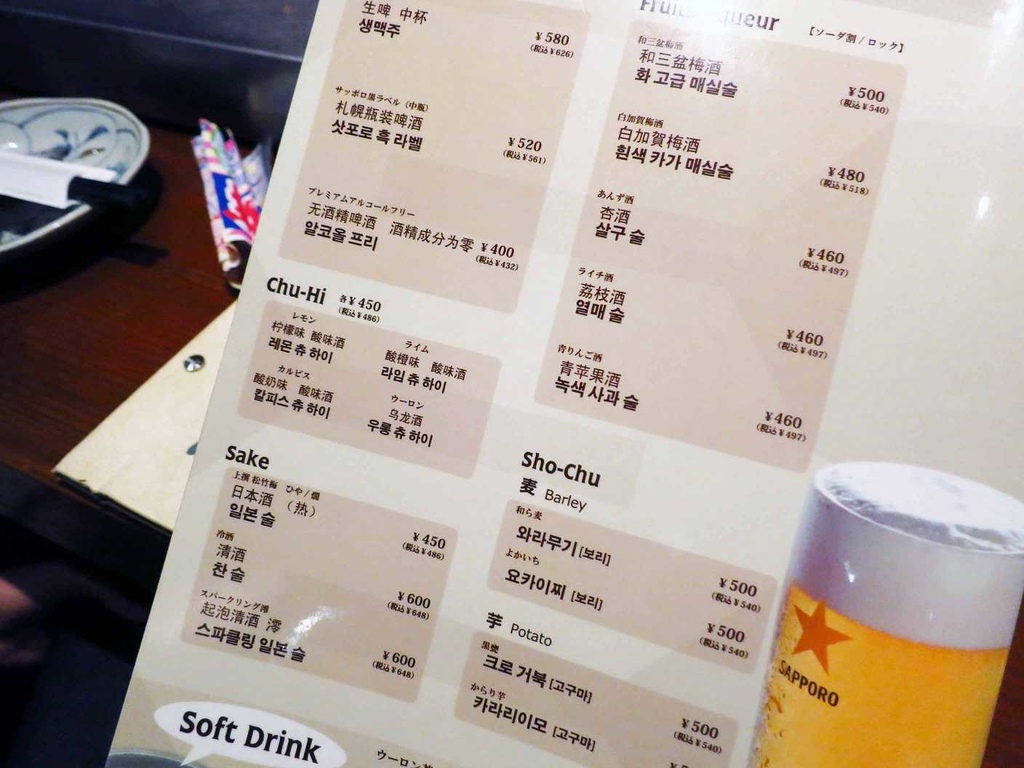 生啤 中杯
생맥주
¥580
(税込¥626)
サッポロ黒ラベル (中瓶)
札幌瓶装啤酒
삿포로 흑 라벨
¥520
(税込¥561)
プレミアムアルコールフリー
无酒精啤酒 酒精成分为零
알코올 프리
¥400
(税込¥432)
Chu-Hi 各¥450
(税込¥486)
レモン
柠檬味 酸味酒
레몬 츄 하이
ライム
酸橙味 酸味酒
라임 츄 하이
カルピス
酸奶味 酸味酒
칼피스 츄 하이
ウーロン
乌龙酒
우롱 츄 하이
Sake
上撰 松竹梅 ひや/燗
日本酒 (热)
일본 술
¥450
(税込¥486)
冷酒
清酒
찬 술
¥600
(税込¥648)
スパークリング澪
起泡清酒 澪
스파클링 일본 술
¥600
(税込¥648)
Soft Drink
ウーロン
Fruits Liqueur 【ソーダ割/ロック】
和三盆梅酒
和三盆梅酒
화 고급 매실술
¥500
(税込¥540)
白加賀梅酒
白加賀梅酒
흰색 카가 매실술
¥480
(税込¥518)
あんず酒
杏酒
살구 술
¥460
(税込¥497)
ライチ酒
荔枝酒
열매 술
¥460
(税込¥497)
青りんご酒
青苹果酒
녹색 사과 술
¥460
(税込¥497)
Sho-Chu
麦 Barley
和ら麦
와라무기 [보리]
¥500
(税込¥540)
よかいち
요카이찌 [보리]
¥500
(税込¥540)
芋 Potato
黒甕
크로 거북 [고구마]
¥500
(税込¥540)
からり芋
카라리이모 [고구마]
SAPPORO